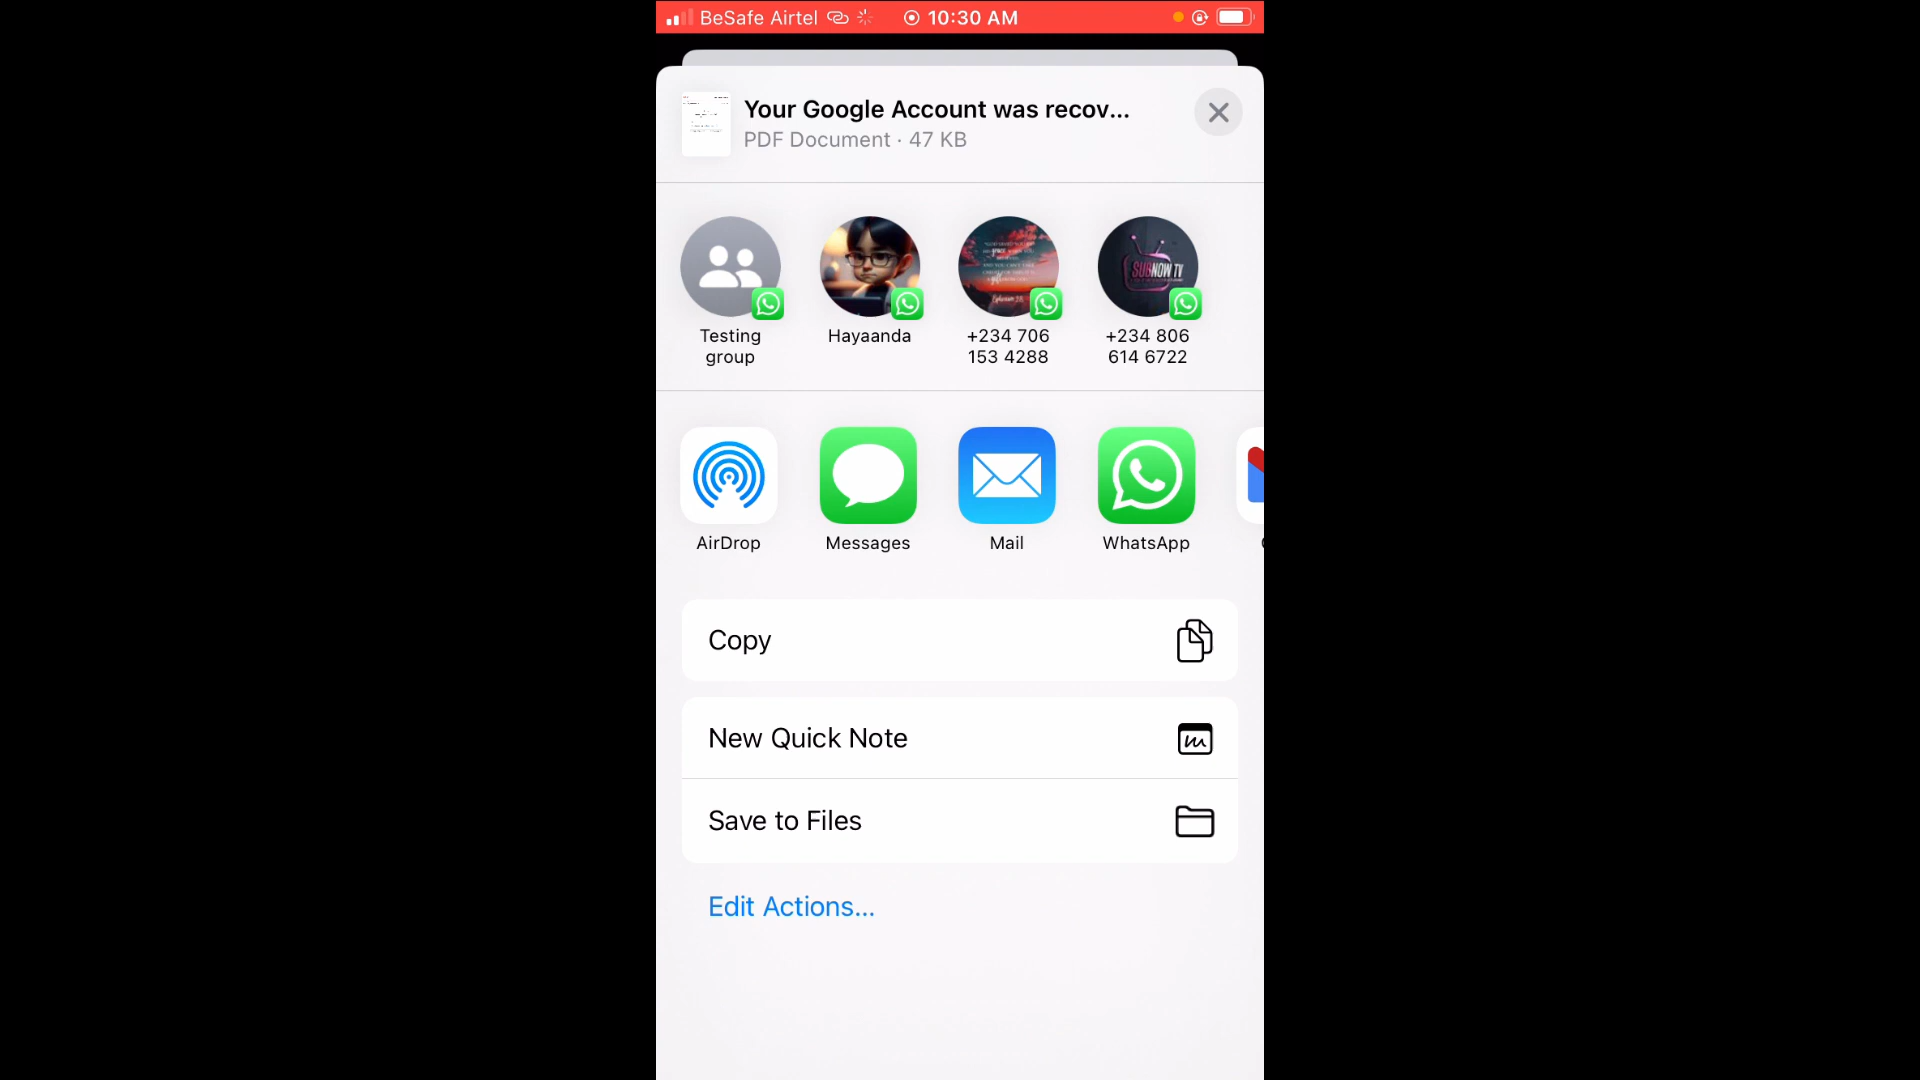 BeSafe Airtel 10:30 AM
Your Google Account was recov...
PDF Document · 47 KB
SUBNOW TV
Testing
group
Hayaanda
+234 706
153 4288
+234 806
614 6722
AirDrop
Messages
Mail
WhatsApp
Copy
New Quick Note
Save to Files
Edit Actions...